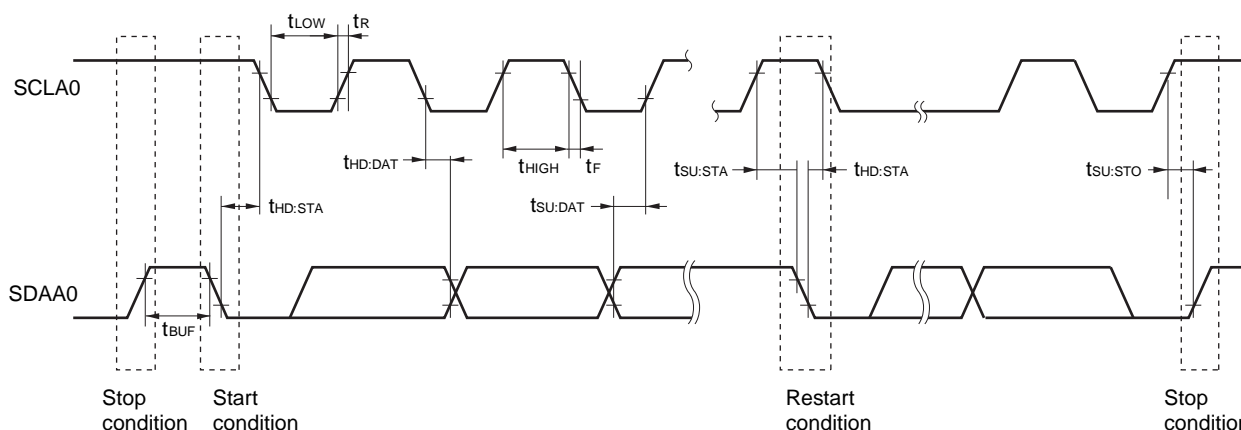 tLOW tR
SCLA0
tHD:DAT tHIGH tF tSU:STA tHD:STA tSU:STO
tHD:STA tSU:DAT
SDAA0
tBUF
Stop condition
Start condition
Restart condition
Stop condition